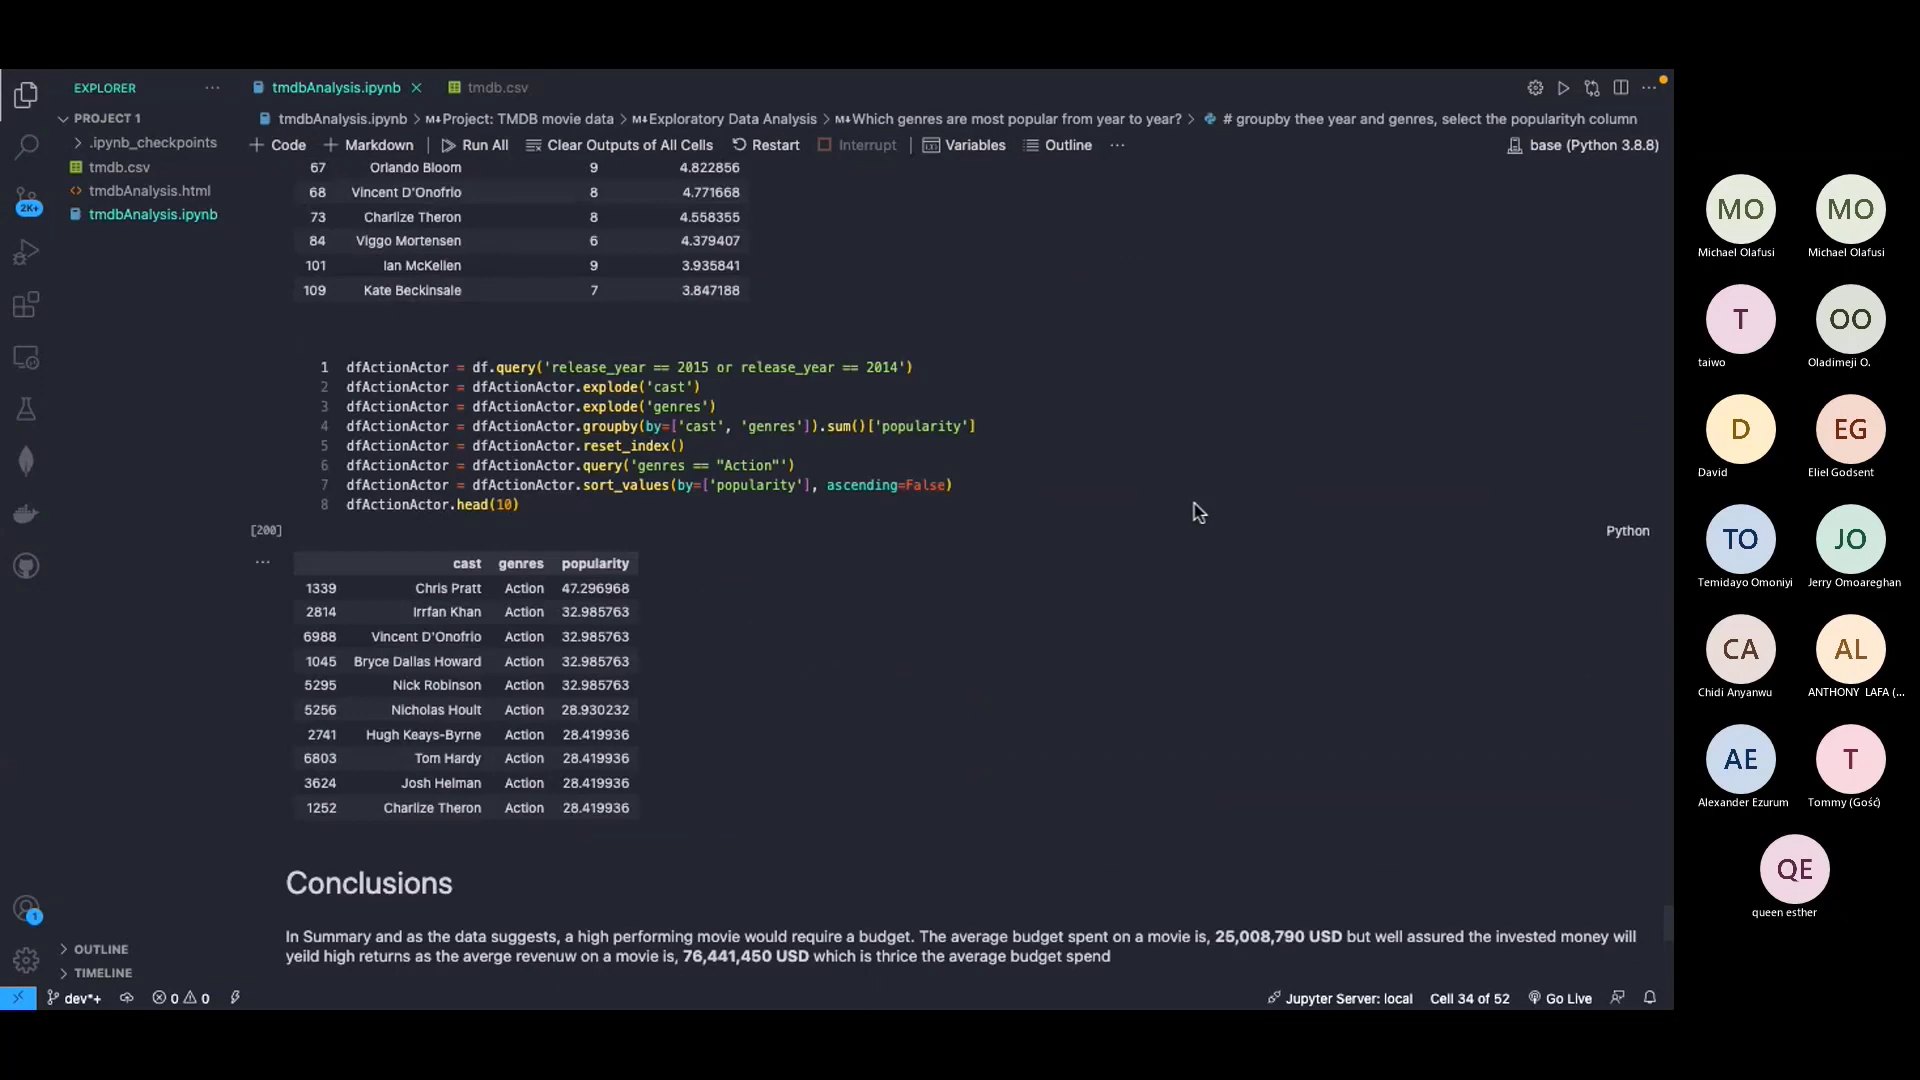 EXPLORER
PROJECT 1
.ipynb_checkpoints
tmdb.csv
tmdbAnalysis.html
tmdbAnalysis.ipynb
OUTLINE
TIMELINE
2K+
1
tmdbAnalysis.ipynb
tmdb.csv
tmdbAnalysis.ipynb > M↓Project: TMDB movie data > M↓Exploratory Data Analysis > M↓Which genres are most popular from year to year? > # groupby thee year and genres, select the popularityh column
+ Code + Markdown | Run All Clear Outputs of All Cells Restart Interrupt | Variables Outline ··· base (Python 3.8.8)
67 Orlando Bloom 9 4.822856
68 Vincent D'Onofrio 8 4.771668
73 Charlize Theron 8 4.558355
84 Viggo Mortensen 6 4.379407
101 Ian McKellen 9 3.935841
109 Kate Beckinsale 7 3.847188
1 dfActionActor = df.query('release_year == 2015 or release_year == 2014')
2 dfActionActor = dfActionActor.explode('cast')
3 dfActionActor = dfActionActor.explode('genres')
4 dfActionActor = dfActionActor.groupby(by=['cast', 'genres']).sum()['popularity']
5 dfActionActor = dfActionActor.reset_index()
6 dfActionActor = dfActionActor.query('genres == "Action"')
7 dfActionActor = dfActionActor.sort_values(by=['popularity'], ascending=False)
8 dfActionActor.head(10)
[200]
Python
cast genres popularity
1339 Chris Pratt Action 47.296968
2814 Irrfan Khan Action 32.985763
6988 Vincent D'Onofrio Action 32.985763
1045 Bryce Dallas Howard Action 32.985763
5295 Nick Robinson Action 32.985763
5256 Nicholas Hoult Action 28.930232
2741 Hugh Keays-Byrne Action 28.419936
6803 Tom Hardy Action 28.419936
3624 Josh Helman Action 28.419936
1252 Charlize Theron Action 28.419936
Conclusions
In Summary and as the data suggests, a high performing movie would require a budget. The average budget spent on a movie is, 25,008,790 USD but well assured the invested money will
yeild high returns as the averge revenuw on a movie is, 76,441,450 USD which is thrice the average budget spend
dev*+ 0 0 Jupyter Server: local Cell 34 of 52 Go Live
MO MO
Michael Olafusi Michael Olafusi
T OO
taiwo Oladimeji O.
D EG
David Eliel Godsent
TO JO
Temidayo Omoniyi Jerry Omoareghan
CA AL
Chidi Anyanwu ANTHONY LAFA (...
AE T
Alexander Ezurum Tommy (Gość)
QE
queen esther